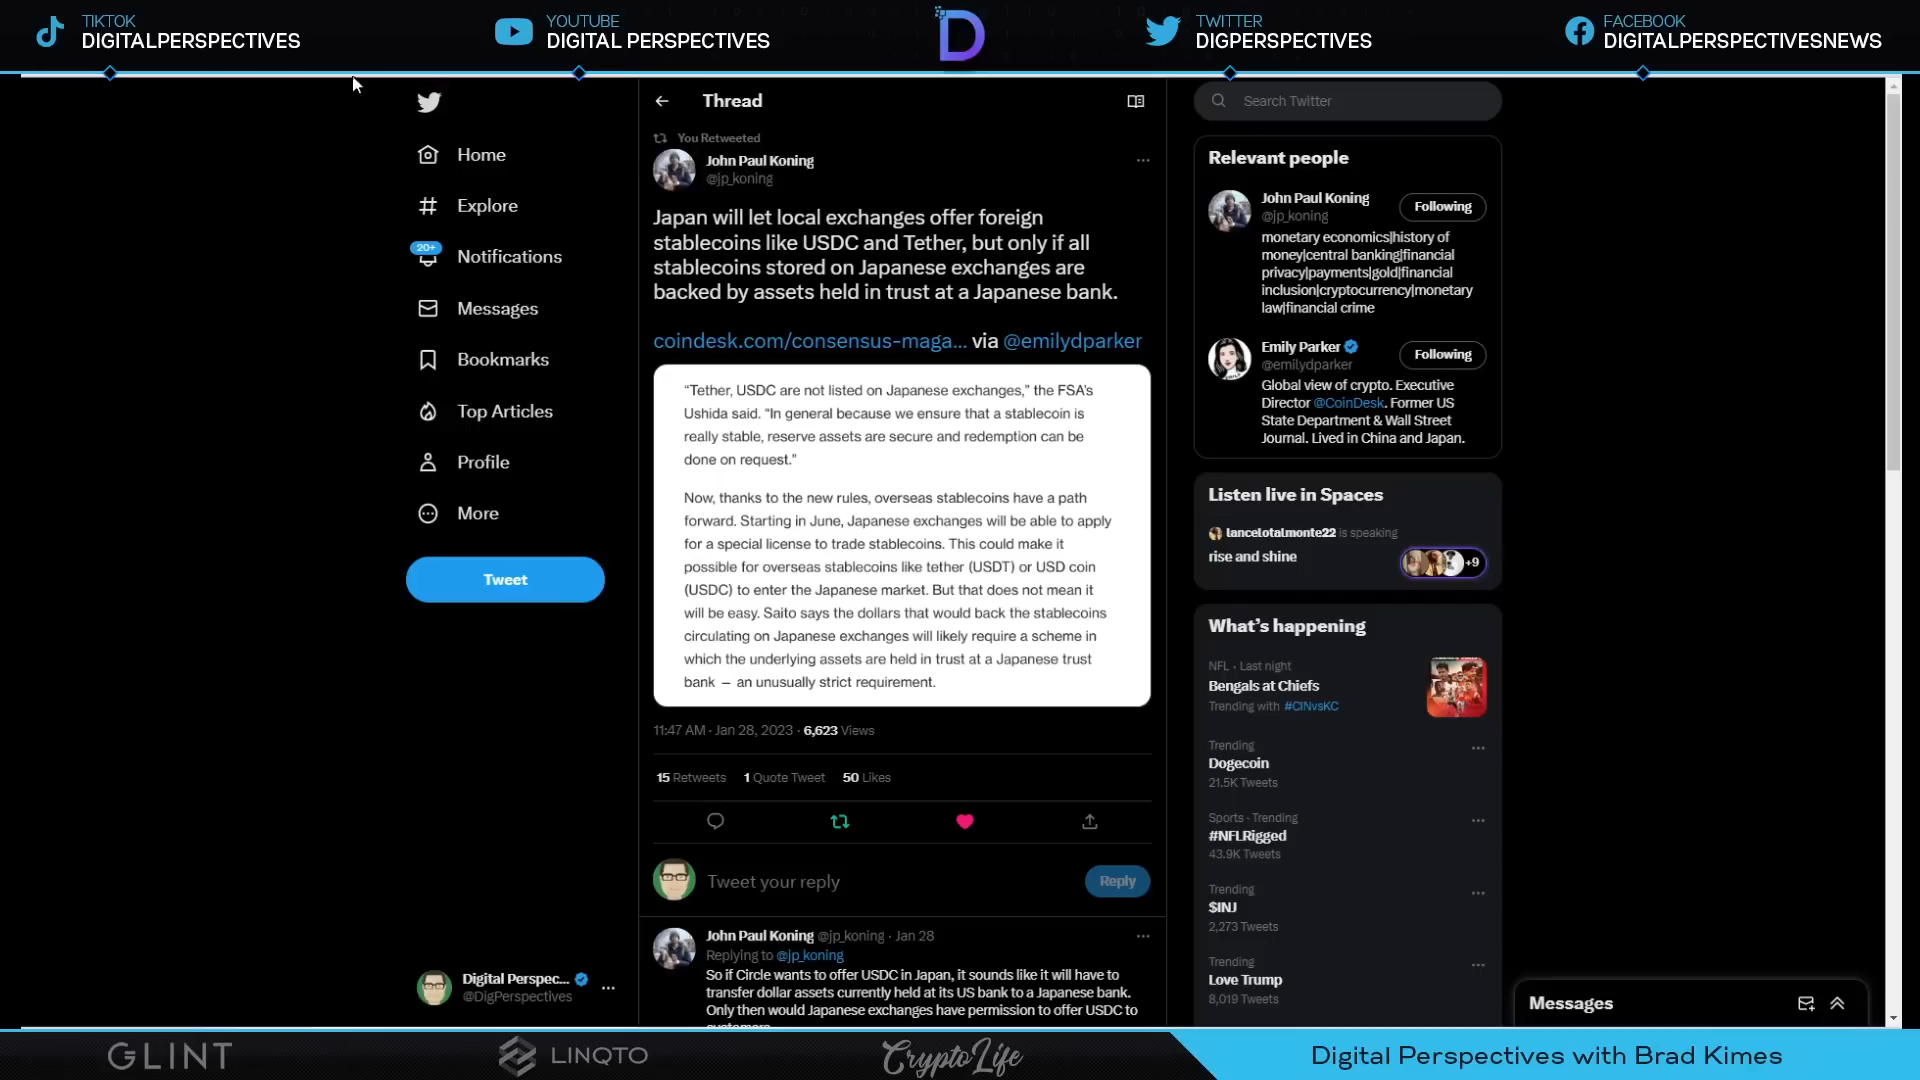 TIKTOK
DIGITALPERSPECTIVES
YOUTUBE
DIGITAL PERSPECTIVES
D
TWITTER
DIGPERSPECTIVES
FACEBOOK
DIGITALPERSPECTIVESNEWS
Home
Explore
20+
Notifications
Messages
Bookmarks
Top Articles
Profile
More
Tweet
Digital Perspec...
@DigPerspectives
Thread
You Retweeted
John Paul Koning
@jp_koning
Japan will let local exchanges offer foreign
stablecoins like USDC and Tether, but only if all
stablecoins stored on Japanese exchanges are
backed by assets held in trust at a Japanese bank.
coindesk.com/consensus-maga... via @emilydparker
“Tether, USDC are not listed on Japanese exchanges,” the FSA’s
Ushida said. “In general because we ensure that a stablecoin is
really stable, reserve assets are secure and redemption can be
done on request.”
Now, thanks to the new rules, overseas stablecoins have a path
forward. Starting in June, Japanese exchanges will be able to apply
for a special license to trade stablecoins. This could make it
possible for overseas stablecoins like tether (USDT) or USD coin
(USDC) to enter the Japanese market. But that does not mean it
will be easy. Saito says the dollars that would back the stablecoins
circulating on Japanese exchanges will likely require a scheme in
which the underlying assets are held in trust at a Japanese trust
bank – an unusually strict requirement.
11:47 AM · Jan 28, 2023 · 6,623 Views
15 Retweets 1 Quote Tweet 50 Likes
Tweet your reply
Reply
John Paul Koning @jp_koning · Jan 28
Replying to @jp_koning
So if Circle wants to offer USDC in Japan, it sounds like it will have to
transfer dollar assets currently held at its US bank to a Japanese bank.
Only then would Japanese exchanges have permission to offer USDC to
customers
Search Twitter
Relevant people
John Paul Koning
@jp_koning
Following
monetary economics|history of
money|central banking|financial
privacy|payments|gold|financial
inclusion|cryptocurrency|monetary
law|financial crime
Emily Parker
@emilydparker
Following
Global view of crypto. Executive
Director @CoinDesk. Former US
State Department & Wall Street
Journal. Lived in China and Japan.
Listen live in Spaces
lancelotalmonte22 is speaking
rise and shine
+9
What’s happening
NFL · Last night
Bengals at Chiefs
Trending with #CINvsKC
Trending
Dogecoin
21.5K Tweets
Sports · Trending
#NFLRigged
43.9K Tweets
Trending
$INJ
2,273 Tweets
Trending
Love Trump
8,019 Tweets
Messages
GLINT
LINQTO
CryptoLife
Digital Perspectives with Brad Kimes